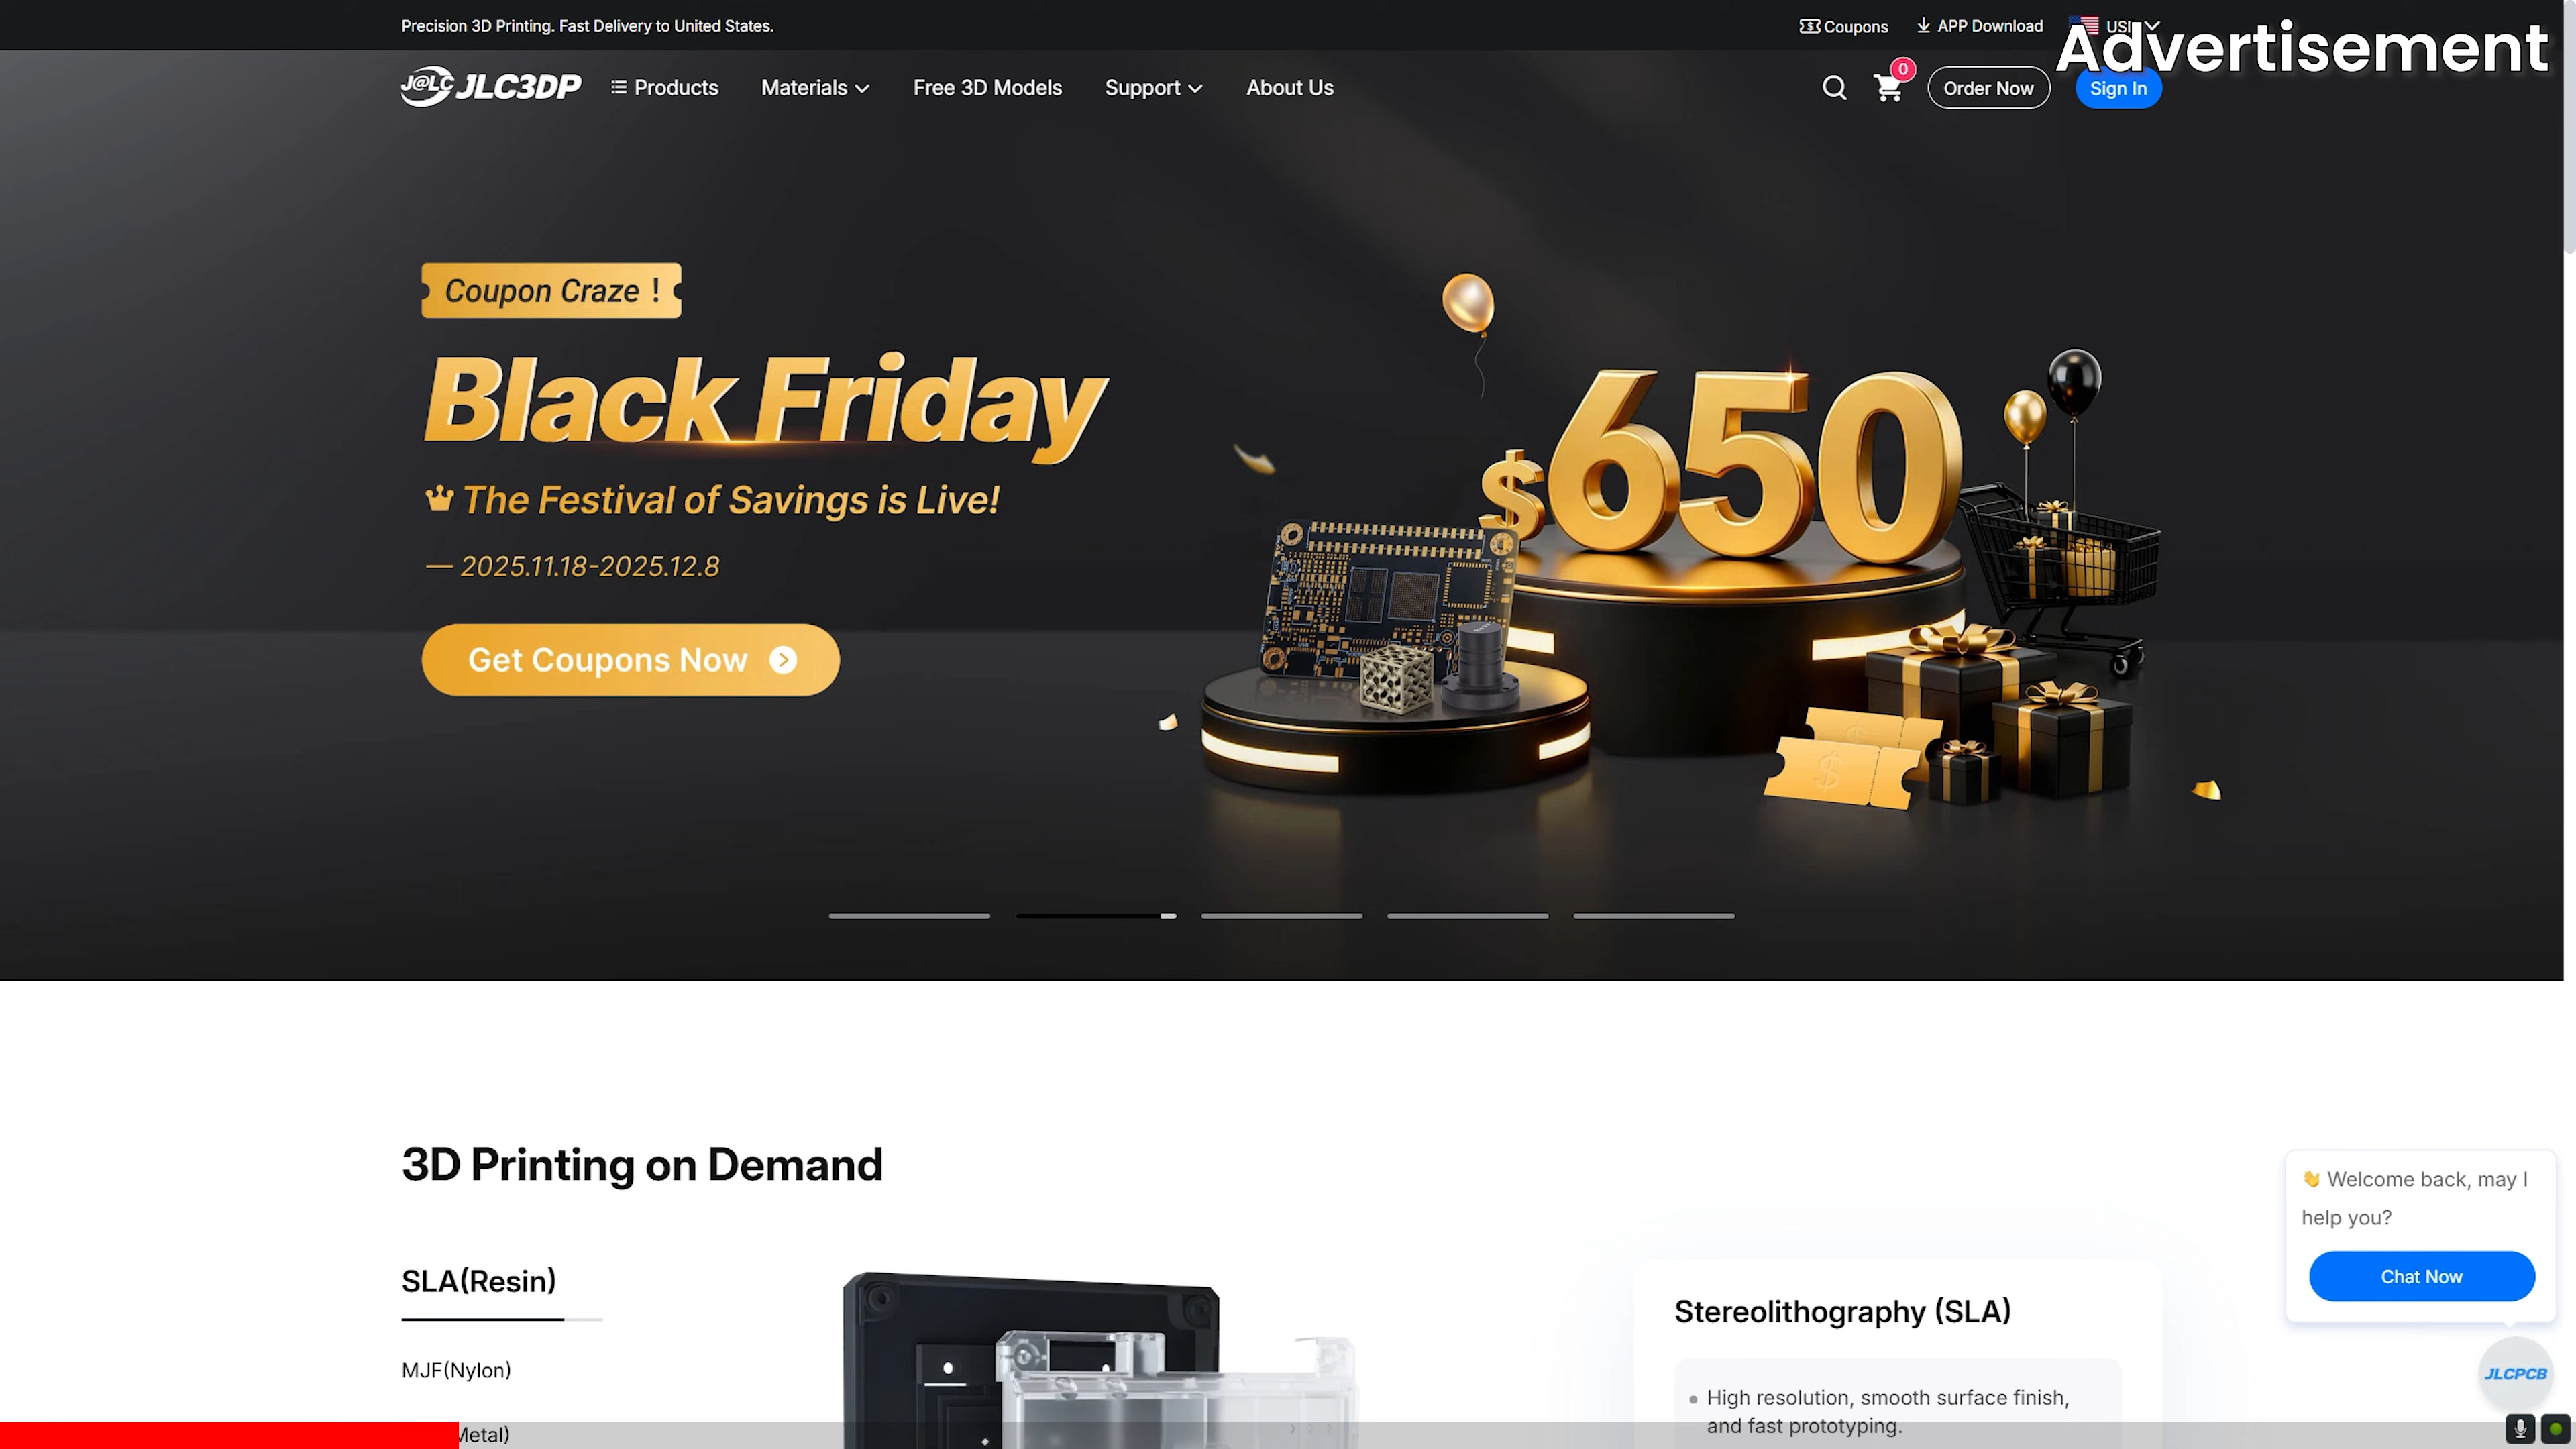 Precision 3D Printing. Fast Delivery to United States.
Coupons
APP Download
Advertisement
J@LC JLC3DP
Products
Materials
Free 3D Models
Support
About Us
0
Order Now
Sign In
Coupon Craze !
Black Friday
The Festival of Savings is Live!
— 2025.11.18-2025.12.8
Get Coupons Now
$650
3D Printing on Demand
SLA(Resin)
MJF(Nylon)
Metal)
Stereolithography (SLA)
High resolution, smooth surface finish,
and fast prototyping.
👋 Welcome back, may I
help you?
Chat Now
JLCPCB